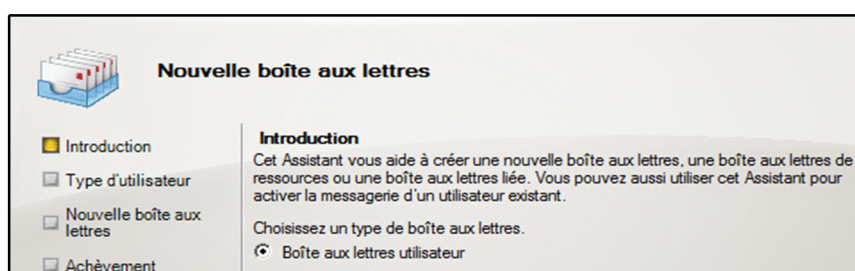 Nouvelle boîte aux lettres
Introduction
Type d'utilisateur
Nouvelle boîte aux
lettres
Achèvement
Introduction
Cet Assistant vous aide à créer une nouvelle boîte aux lettres, une boîte aux lettres de
ressources ou une boîte aux lettres liée. Vous pouvez aussi utiliser cet Assistant pour
activer la messagerie d'un utilisateur existant.
Choisissez un type de boîte aux lettres.
Boîte aux lettres utilisateur